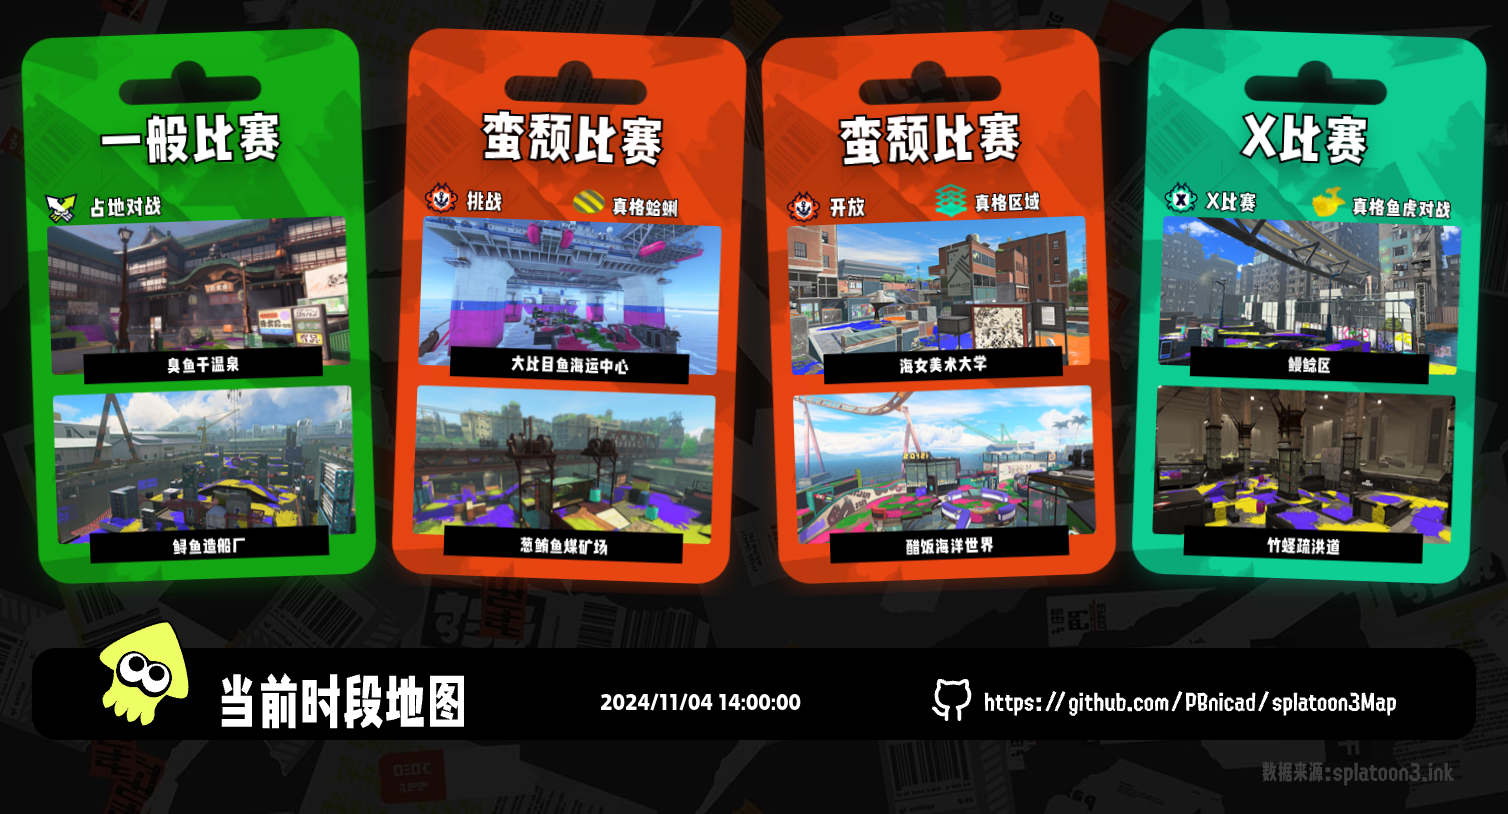 一般比赛
占地对战
臭鱼干温泉
鲟鱼造船厂
蛮颓比赛
挑战
真格蛤蜊
大比目鱼海运中心
葱鲔鱼煤矿场
蛮颓比赛
开放
真格区域
海女美术大学
醋饭海洋世界
X比赛
X比赛
真格鱼虎对战
鳗鲶区
竹蛏疏洪道
当前时段地图
2024/11/04 14:00:00
https://github.com/PBnicad/splatoon3Map
数据来源:splatoon3.ink